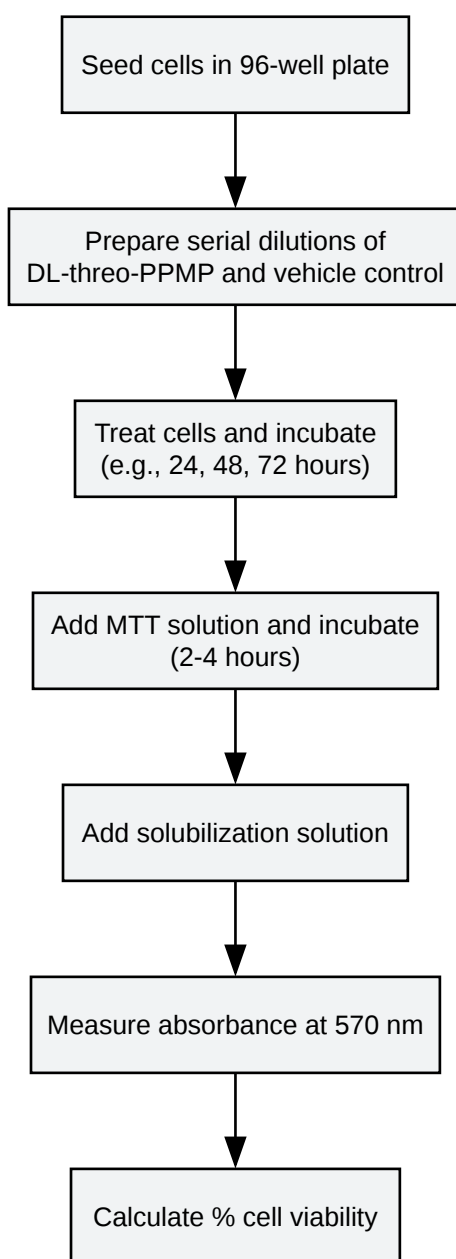 Seed cells in 96-well plate
Prepare serial dilutions of
DL-threo-PPMP and vehicle control
Treat cells and incubate
(e.g., 24, 48, 72 hours)
Add MTT solution and incubate
(2-4 hours)
Add solubilization solution
Measure absorbance at 570 nm
Calculate % cell viability